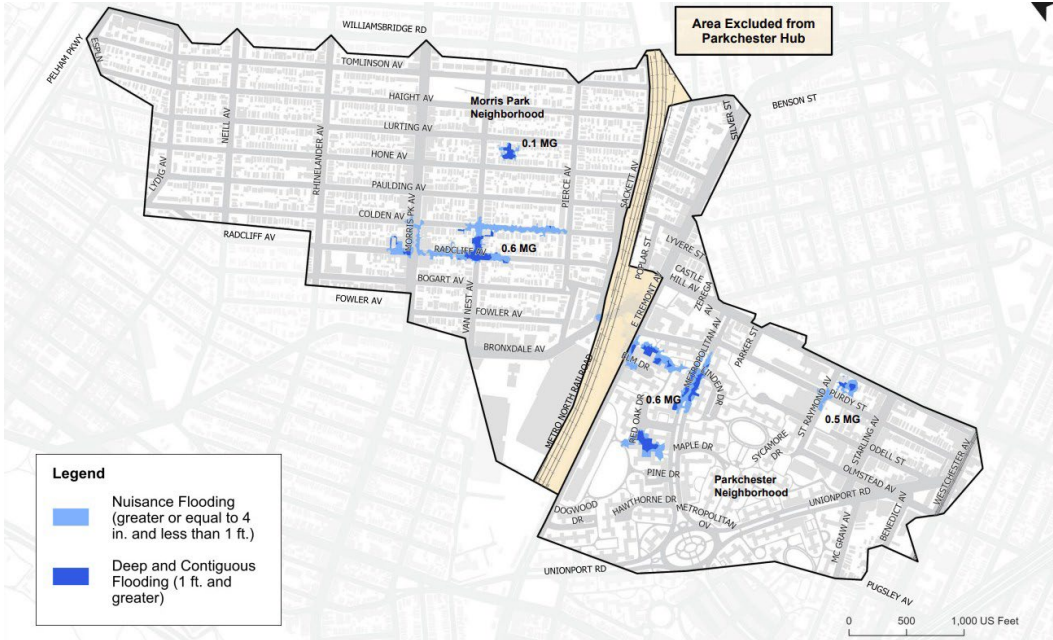 WILLIAMSBRIDGE RD
Area Excluded from
Parkchester Hub
PELHAM PKWY
ESPLN
TOMLINSON AV
HAIGHT AV
Morris Park
Neighborhood
BENSON ST
SILVER ST
NEILL AV
LURTING AV
0.1 MG
HONE AV
RHINELANDER AV
LYDIG AV
PAULDING AV
PIERCE AV
SACKETT AV
COLDEN AV
MORRIS PK AV
RADCLIFF AV
RADCLIFF AV
0.6 MG
POPLAR ST
LYVERE ST
CASTLE
HILL AV
ZEREGA
AV
BOGART AV
FOWLER AV
VAN NEST AV
FOWLER AV
E TREMONT AV
METROPOLITAN AV
PARKER ST
BRONXDALE AV
METRO NORTH RAILROAD
ELM DR
LINDEN DR
RED OAK DR
0.6 MG
ST RAYMOND AV
PURDY ST
0.5 MG
STARLING AV
ODELL ST
MAPLE DR
SYCAMORE
DR
OLMSTEAD AV
WESTCHESTER AV
PINE DR
Parkchester
Neighborhood
UNIONPORT RD
DOGWOOD
DR
HAWTHORNE DR
METROPOLITAN
OV
MC GRAW AV
BENEDICT AV
UNIONPORT RD
PUGSLEY AV
Legend
Nuisance Flooding
(greater or equal to 4
in. and less than 1 ft.)
Deep and Contiguous
Flooding (1 ft. and
greater)
0 500 1,000 US Feet